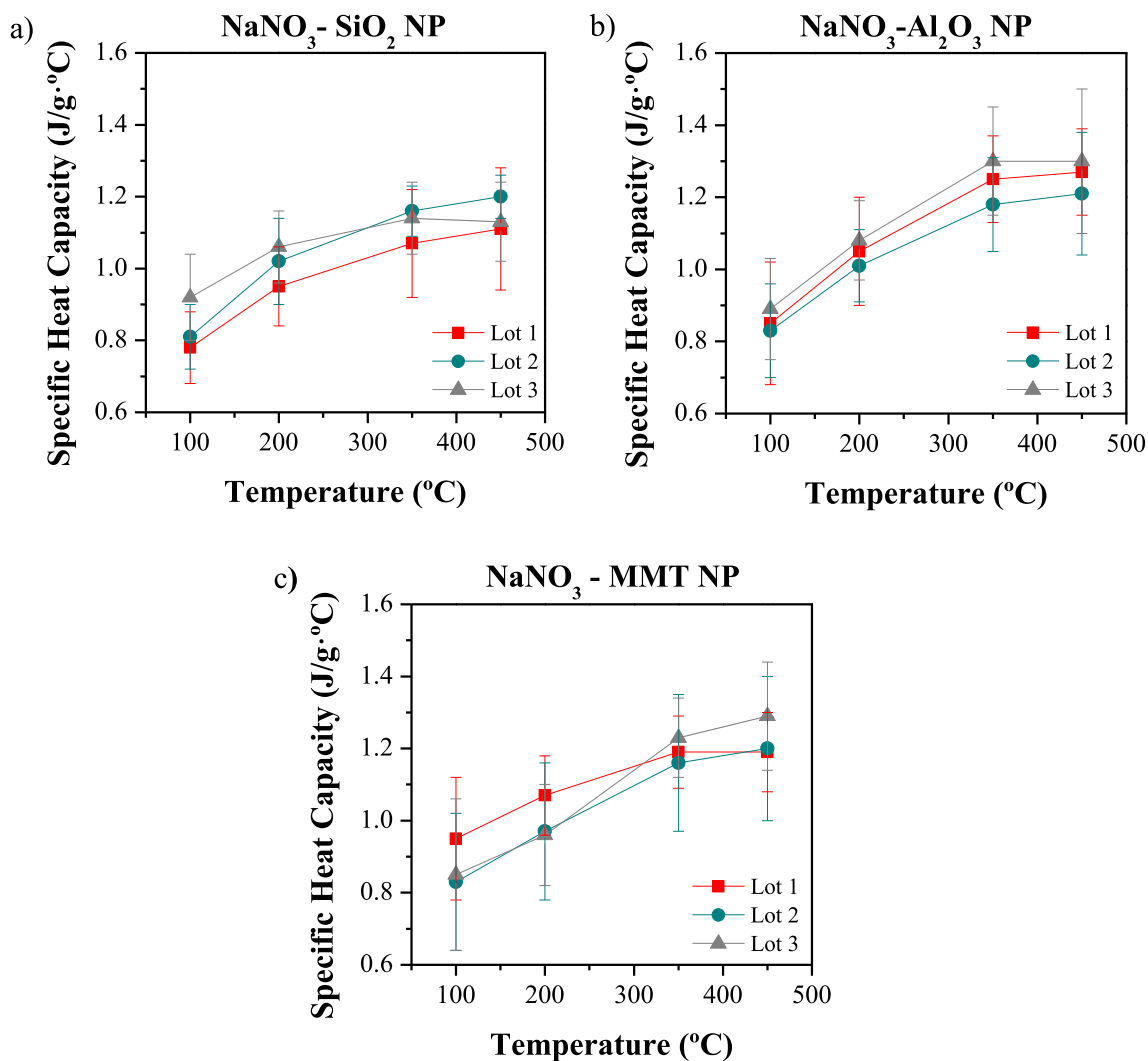 a)
NaNO₃- SiO₂ NP
Specific Heat Capacity (J/g·ºC)
1.6
1.4
1.2
1.0
0.8
0.6
100 200 300 400 500
Temperature (ºC)
Lot 1
Lot 2
Lot 3
b)
NaNO₃-Al₂O₃ NP
Specific Heat Capacity (J/g·ºC)
1.6
1.4
1.2
1.0
0.8
0.6
100 200 300 400 500
Temperature (ºC)
Lot 1
Lot 2
Lot 3
c)
NaNO₃ - MMT NP
Specific Heat Capacity (J/g·ºC)
1.6
1.4
1.2
1.0
0.8
0.6
100 200 300 400 500
Temperature (ºC)
Lot 1
Lot 2
Lot 3